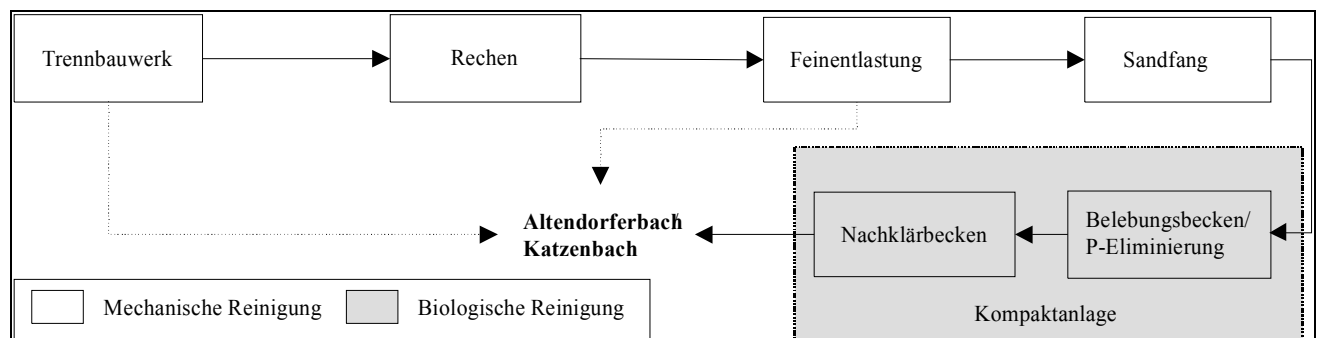 Trennbauwerk
Rechen
Feinentlastung
Sandfang
Altendorferbach/
Katzenbach
Nachklärbecken
Belebungsbecken/
P-Eliminierung
Kompaktanlage
Mechanische Reinigung
Biologische Reinigung